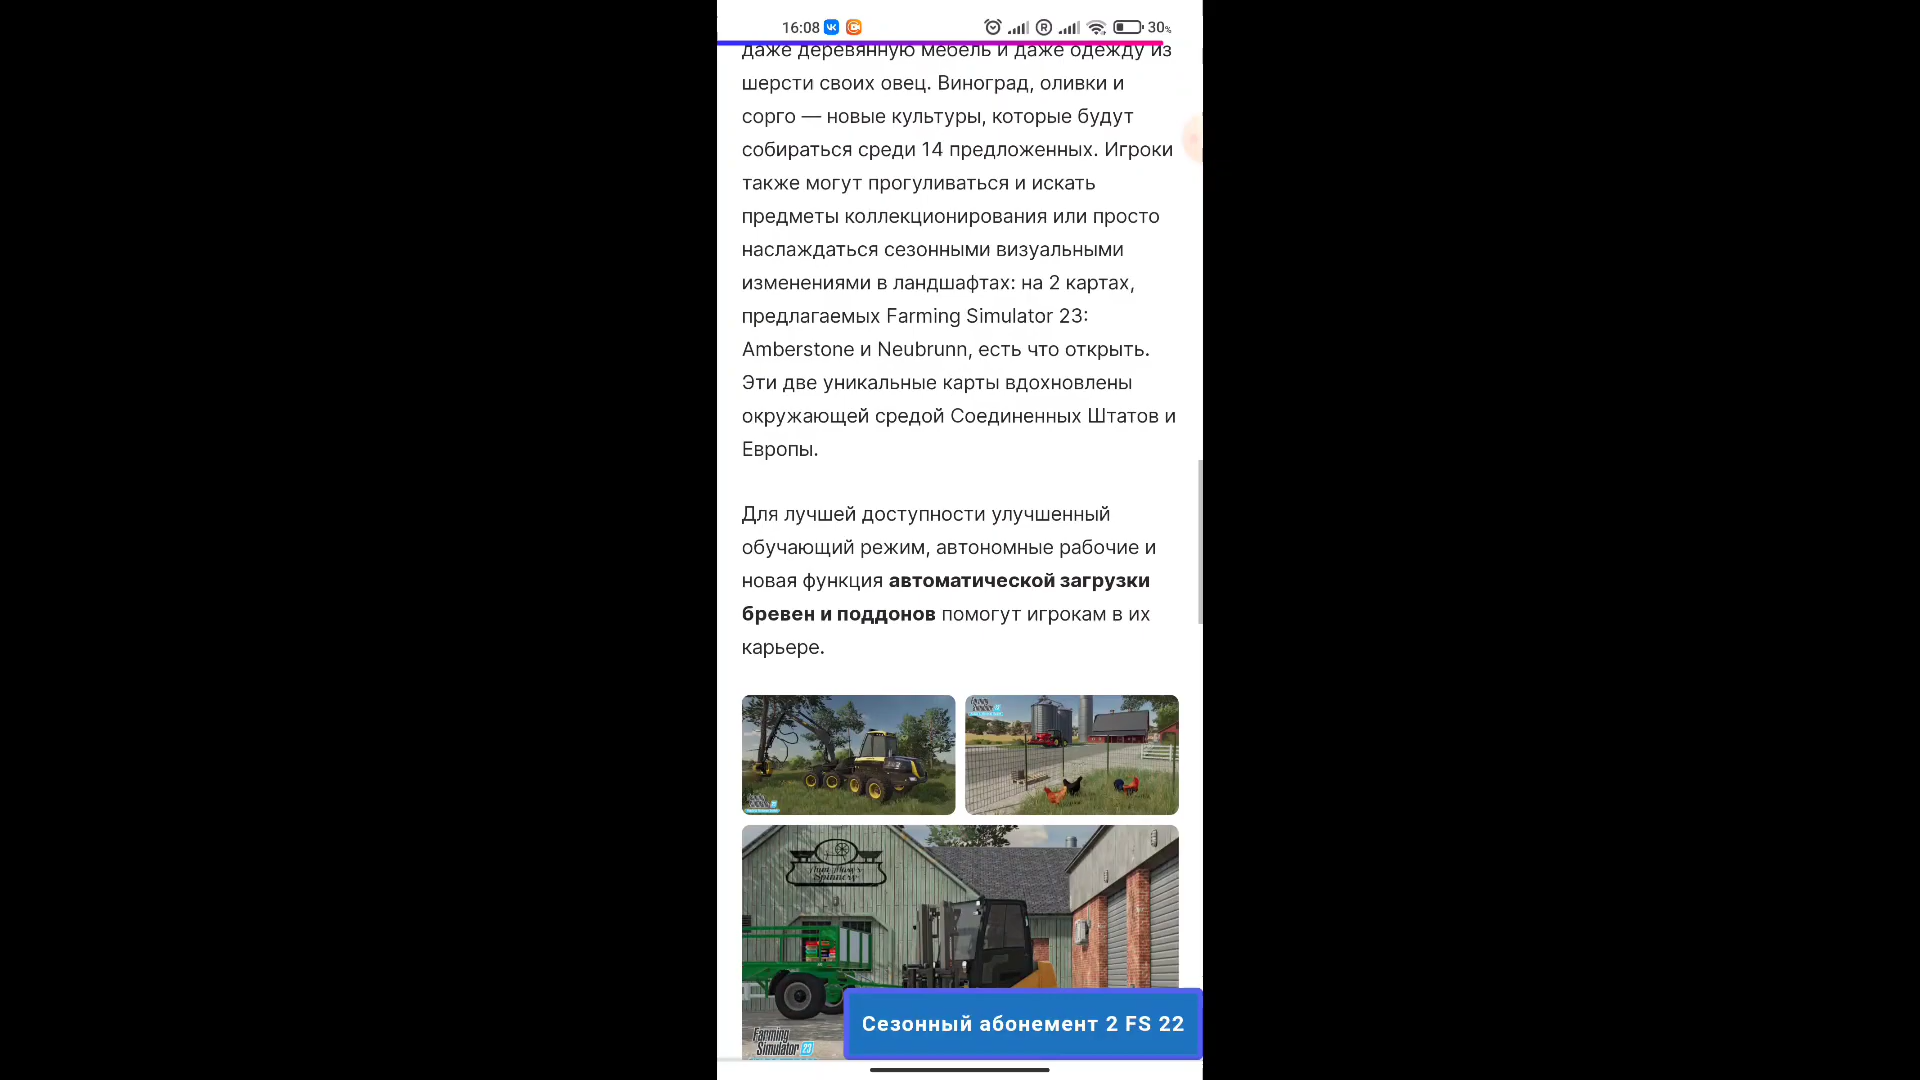 16:08
30%
даже деревянную мебель и даже одежду из
шерсти своих овец. Виноград, оливки и
сорго — новые культуры, которые будут
собираться среди 14 предложенных. Игроки
также могут прогуливаться и искать
предметы коллекционирования или просто
наслаждаться сезонными визуальными
изменениями в ландшафтах: на 2 картах,
предлагаемых Farming Simulator 23:
Amberstone и Neubrunn, есть что открыть.
Эти две уникальные карты вдохновлены
окружающей средой Соединенных Штатов и
Европы.
Для лучшей доступности улучшенный
обучающий режим, автономные рабочие и
новая функция автоматической загрузки
бревен и поддонов помогут игрокам в их
карьере.
Spinnery
Farming
Simulator 23
Сезонный абонемент 2 FS 22